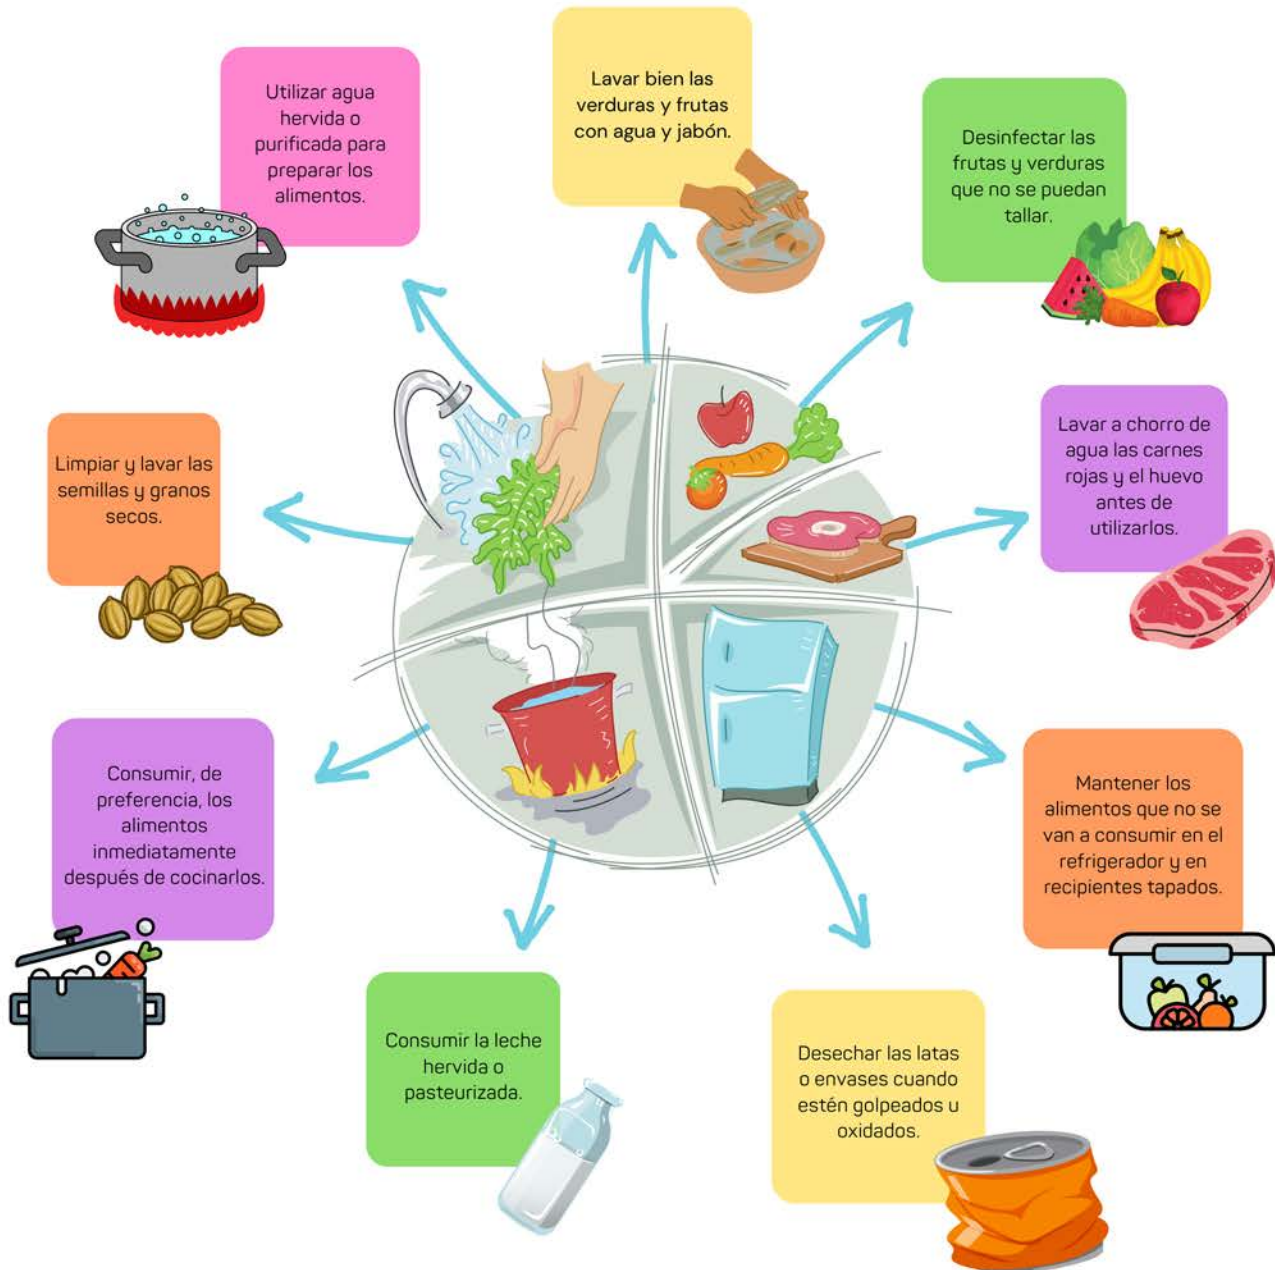 Utilizar agua
hervida o
purificada para
preparar los
alimentos.
Lavar bien las
verduras y frutas
con agua y jabón.
Desinfectar las
frutas y verduras
que no se puedan
tallar.
Limpiar y lavar las
semillas y granos
secos.
Lavar a chorro de
agua las carnes
rojas y el huevo
antes de
utilizarlos.
Consumir, de
preferencia, los
alimentos
inmediatamente
después de cocinarlos.
Mantener los
alimentos que no se
van a consumir en el
refrigerador y en
recipientes tapados.
Consumir la leche
hervida o
pasteurizada.
Desechar las latas
o envases cuando
estén golpeados u
oxidados.